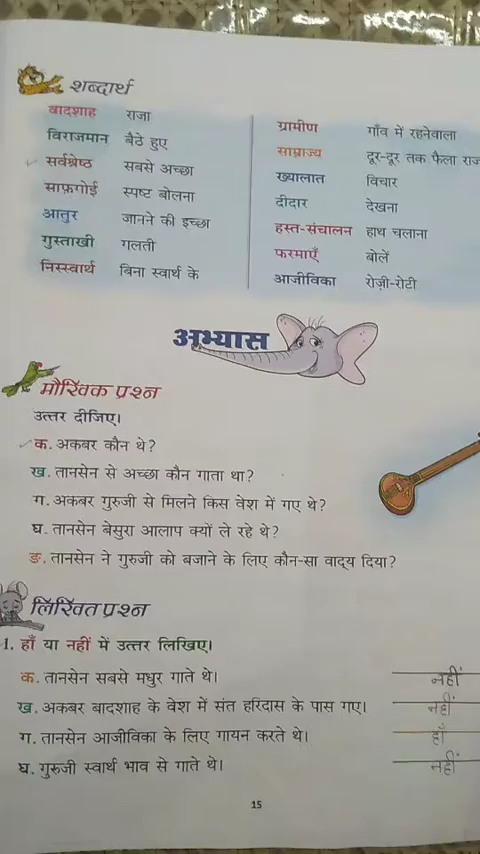 शब्दार्थ
बादशाह राजा
विराजमान बैठे हुए
सर्वश्रेष्ठ सबसे अच्छा
साफ़गोई स्पष्ट बोलना
आतुर जानने की इच्छा
गुस्ताखी गलती
निस्स्वार्थ बिना स्वार्थ के
ग्रामीण गाँव में रहनेवाला
साम्राज्य दूर-दूर तक फैला राज
ख्यालात विचार
दीदार देखना
हस्त-संचालन हाथ चलाना
फरमाएँ बोलें
आजीविका रोज़ी-रोटी
अभ्यास
मौखिक प्रश्न
उत्तर दीजिए।
क. अकबर कौन थे?
ख. तानसेन से अच्छा कौन गाता था?
ग. अकबर गुरुजी से मिलने किस वेश में गए थे?
घ. तानसेन बेसुरा आलाप क्यों ले रहे थे?
ङ. तानसेन ने गुरुजी को बजाने के लिए कौन-सा वाद्य दिया?
लिखित प्रश्न
1. हाँ या नहीं में उत्तर लिखिए।
क. तानसेन सबसे मधुर गाते थे। नहीं
ख. अकबर बादशाह के वेश में संत हरिदास के पास गए। नहीं
ग. तानसेन आजीविका के लिए गायन करते थे। हाँ
घ. गुरुजी स्वार्थ भाव से गाते थे। नहीं
15